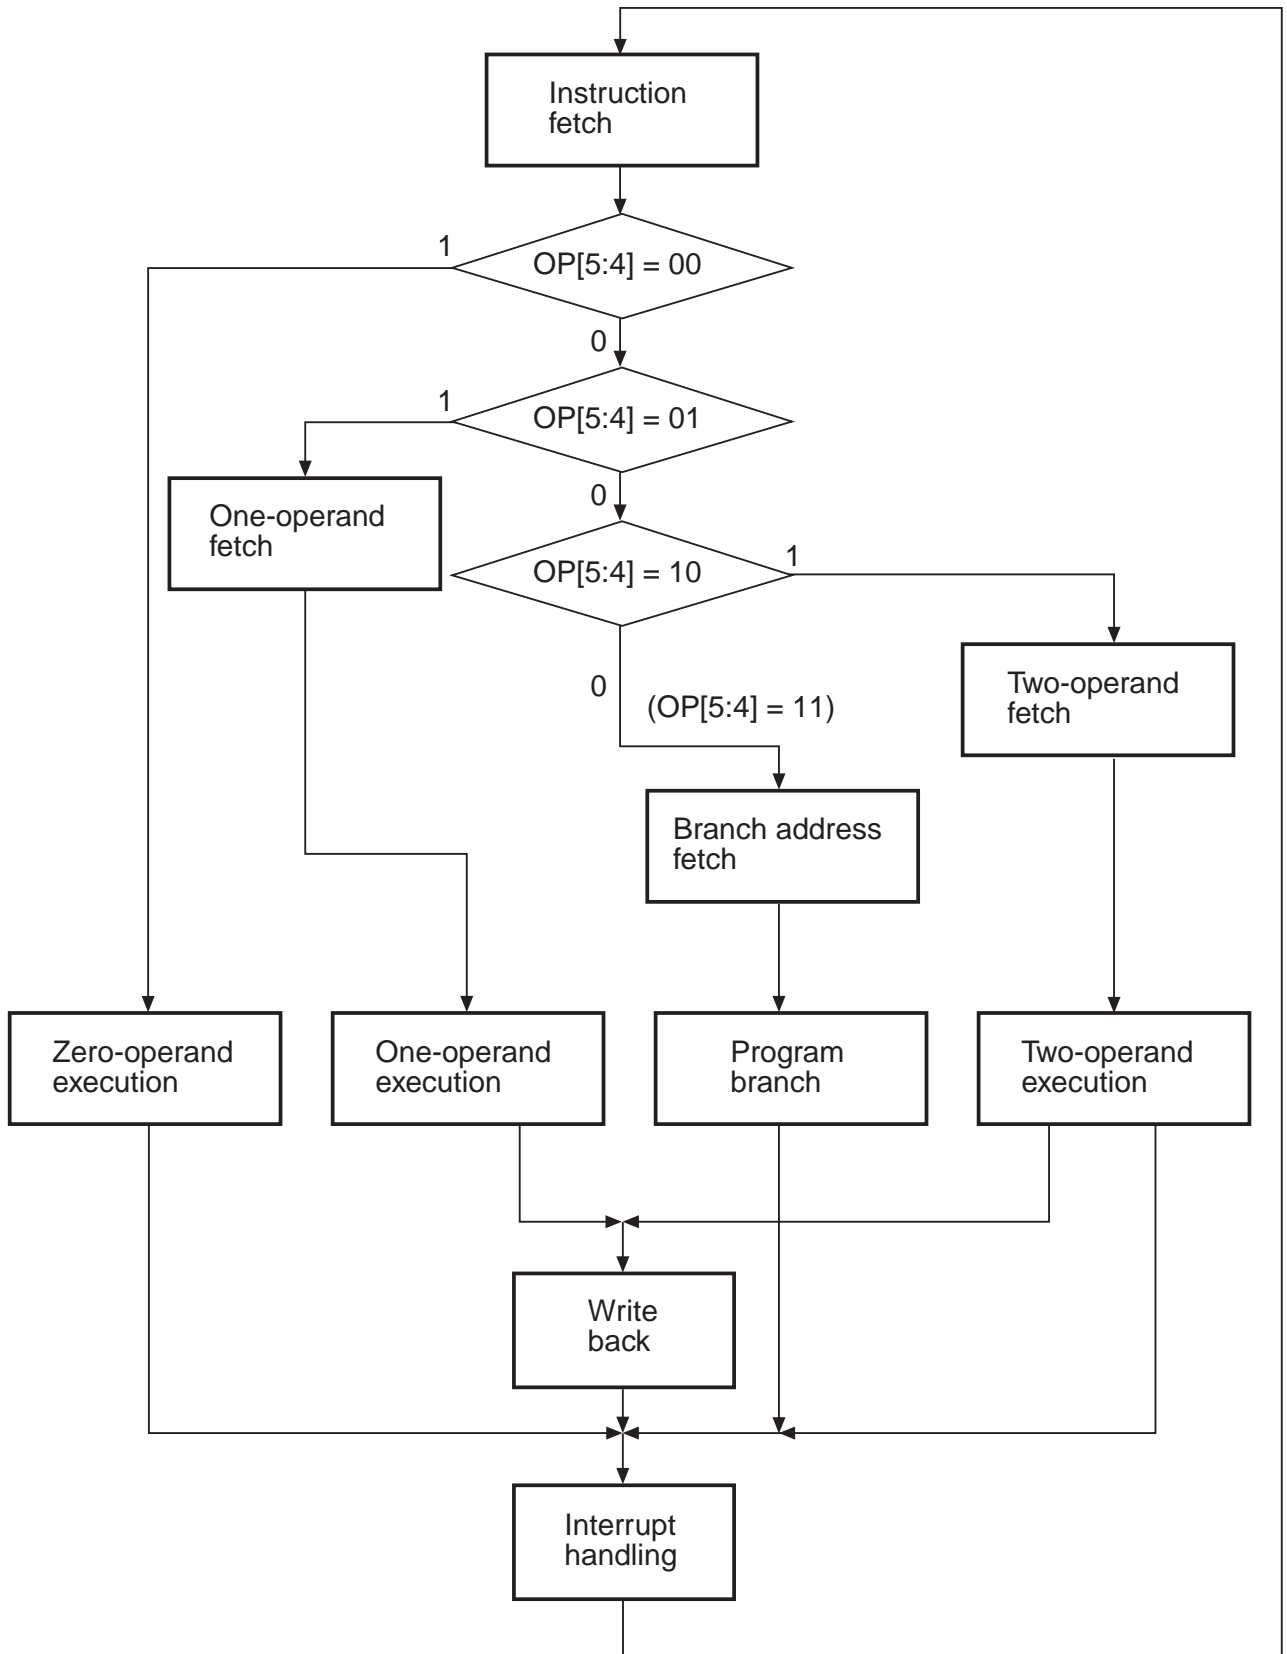 Instruction
fetch
1
OP[5:4] = 00
0
1
OP[5:4] = 01
0
One-operand
fetch
OP[5:4] = 10
1
0
(OP[5:4] = 11)
Two-operand
fetch
Branch address
fetch
Zero-operand
execution
One-operand
execution
Program
branch
Two-operand
execution
Write
back
Interrupt
handling